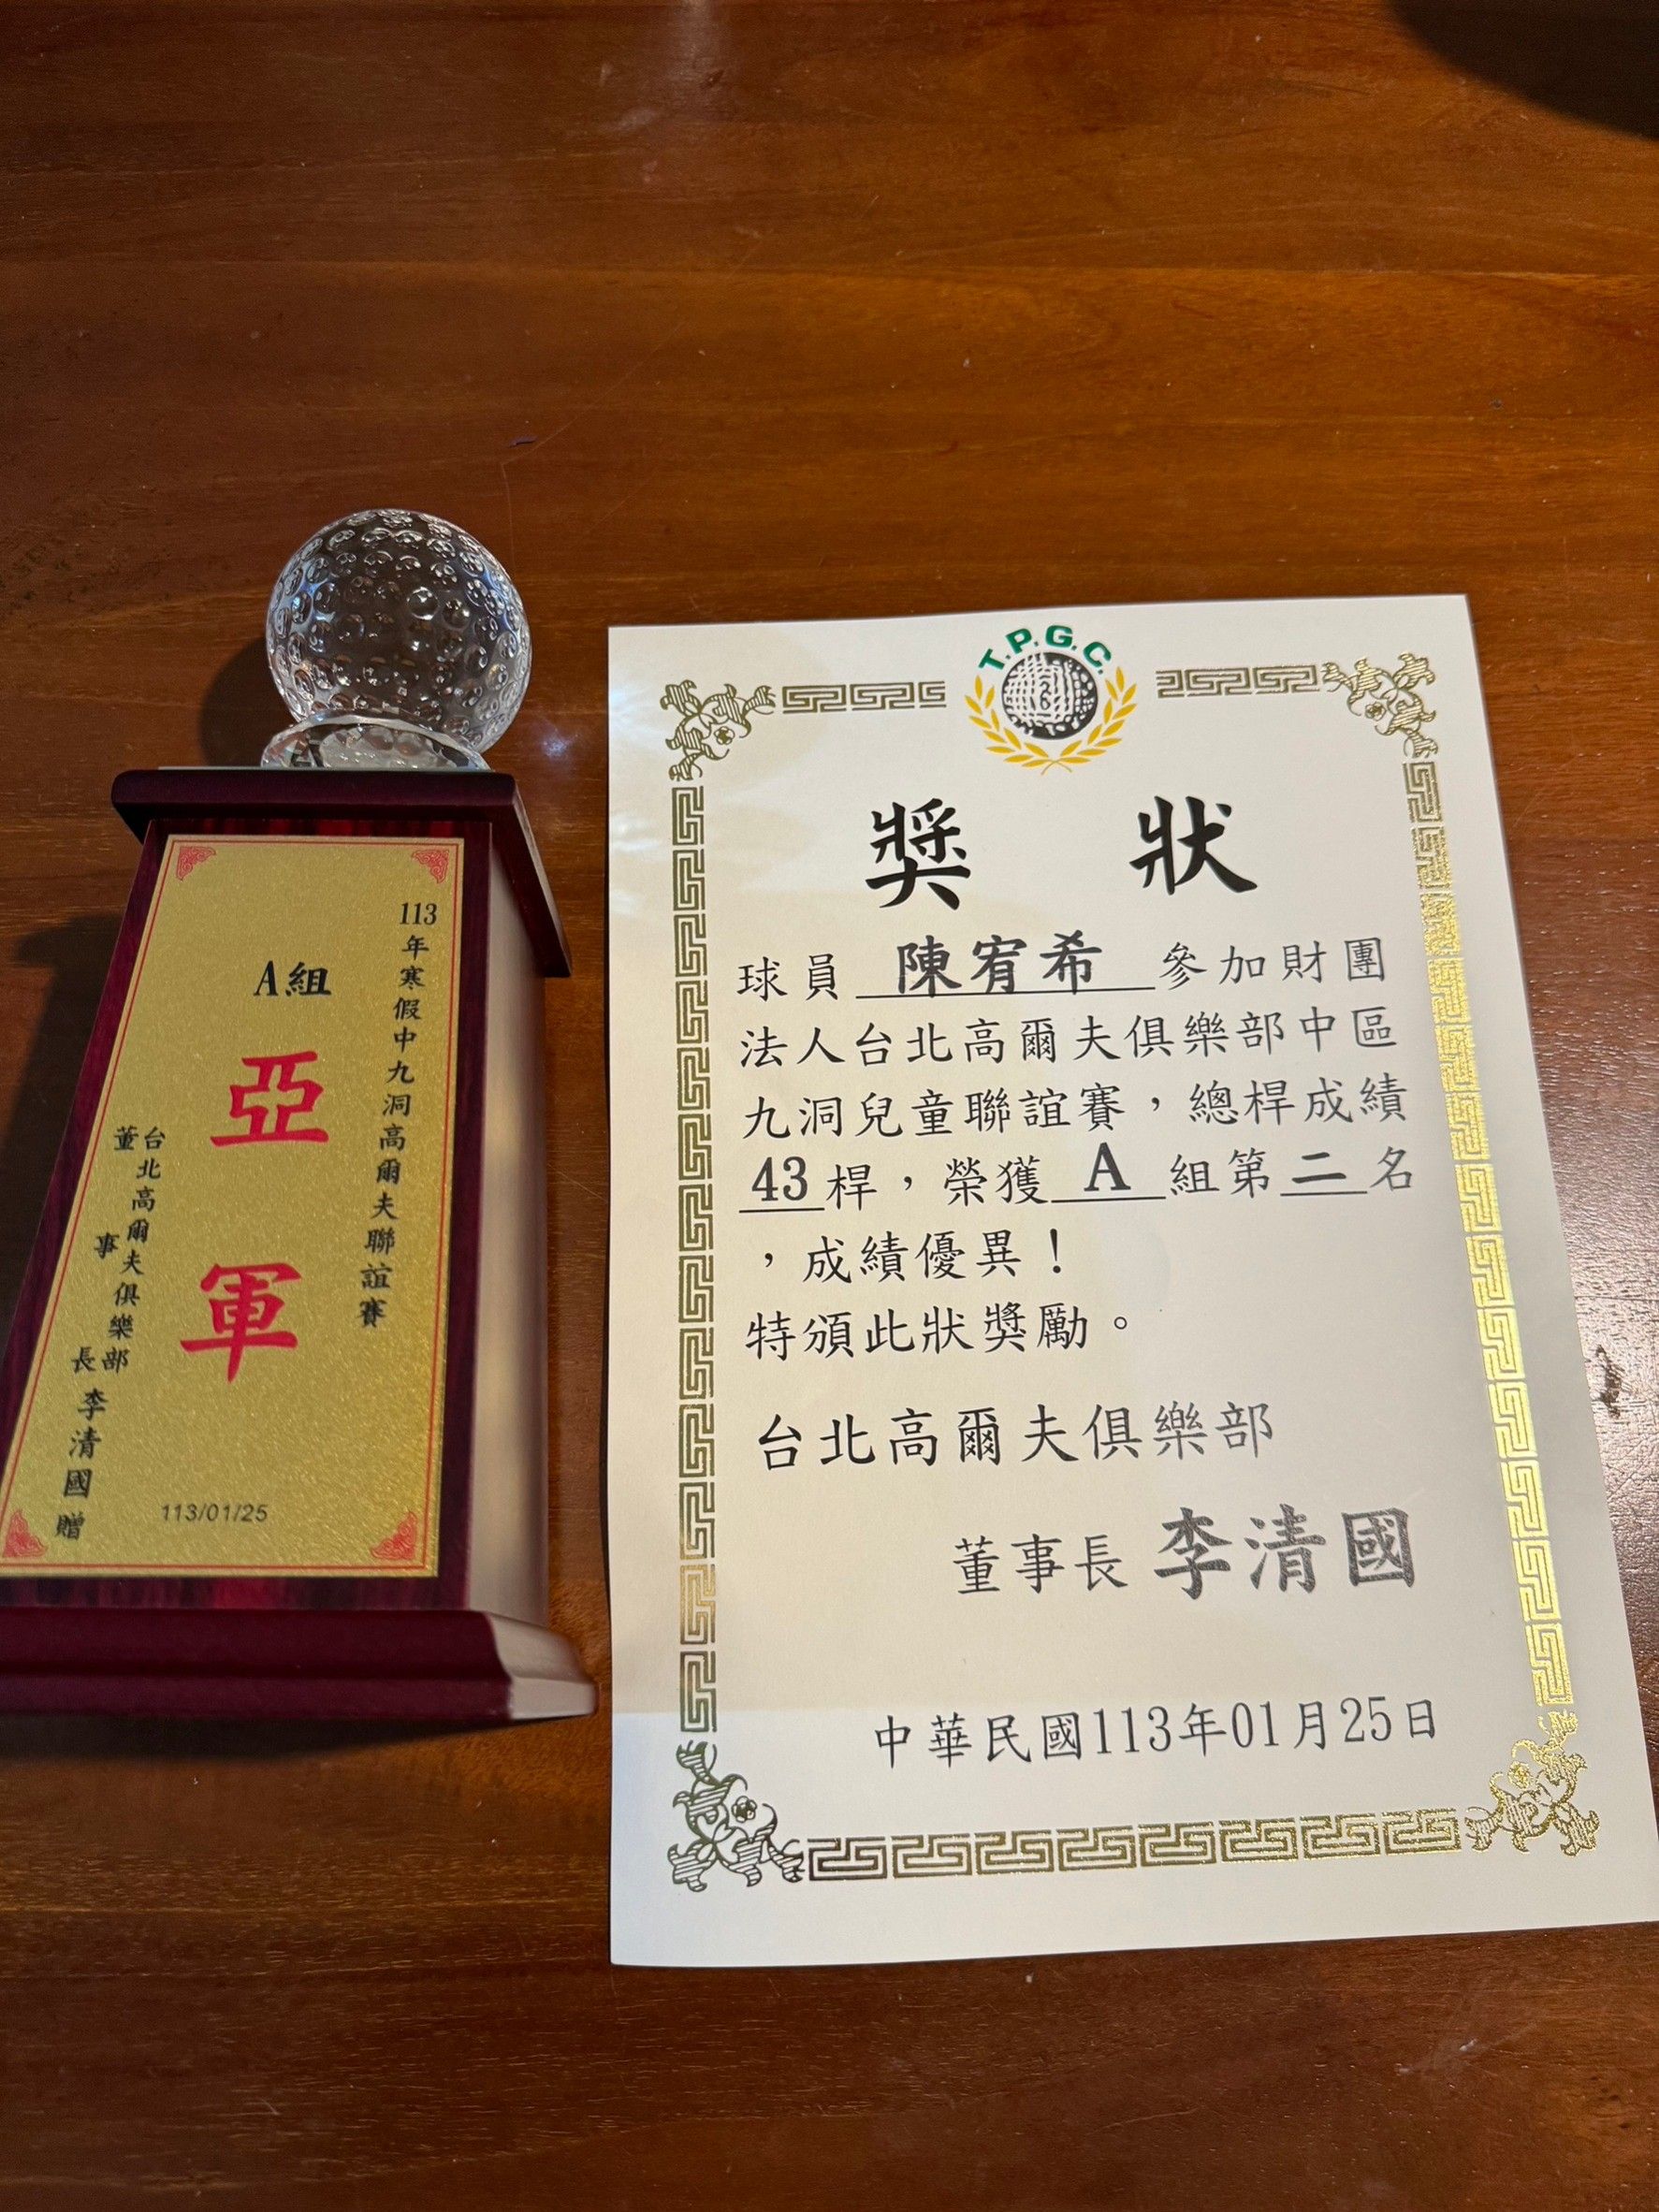 113年寒假中九洞高爾夫聯誼賽
A組
亞軍
台北高爾夫俱樂部
董事長 李清國 贈
113/01/25
T.P.G.C.
獎狀
球員 陳宥希 參加財團
法人台北高爾夫俱樂部中區
九洞兒童聯誼賽,總桿成績
43桿,榮獲 A 組第二名
,成績優異!
特頒此狀獎勵。
台北高爾夫俱樂部
董事長 李清國
中華民國113年01月25日